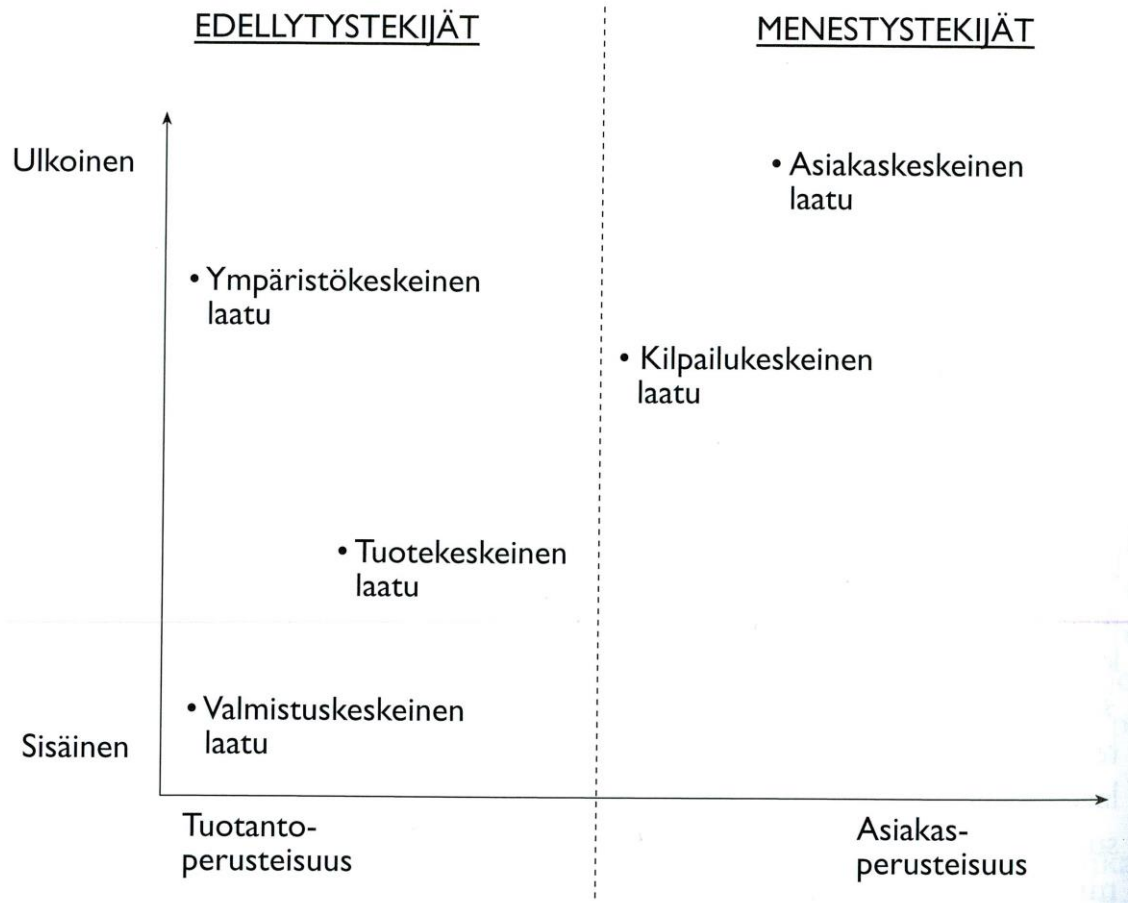 EDELLYTYSTEKIJÄT
MENESTYSTEKIJÄT
Ulkoinen
• Asiakaskeskeinen
laatu
• Ympäristökeskeinen
laatu
• Kilpailukeskeinen
laatu
• Tuotekeskeinen
laatu
• Valmistuskeskeinen
laatu
Sisäinen
Tuotanto-
perusteisuus
Asiakas-
perusteisuus